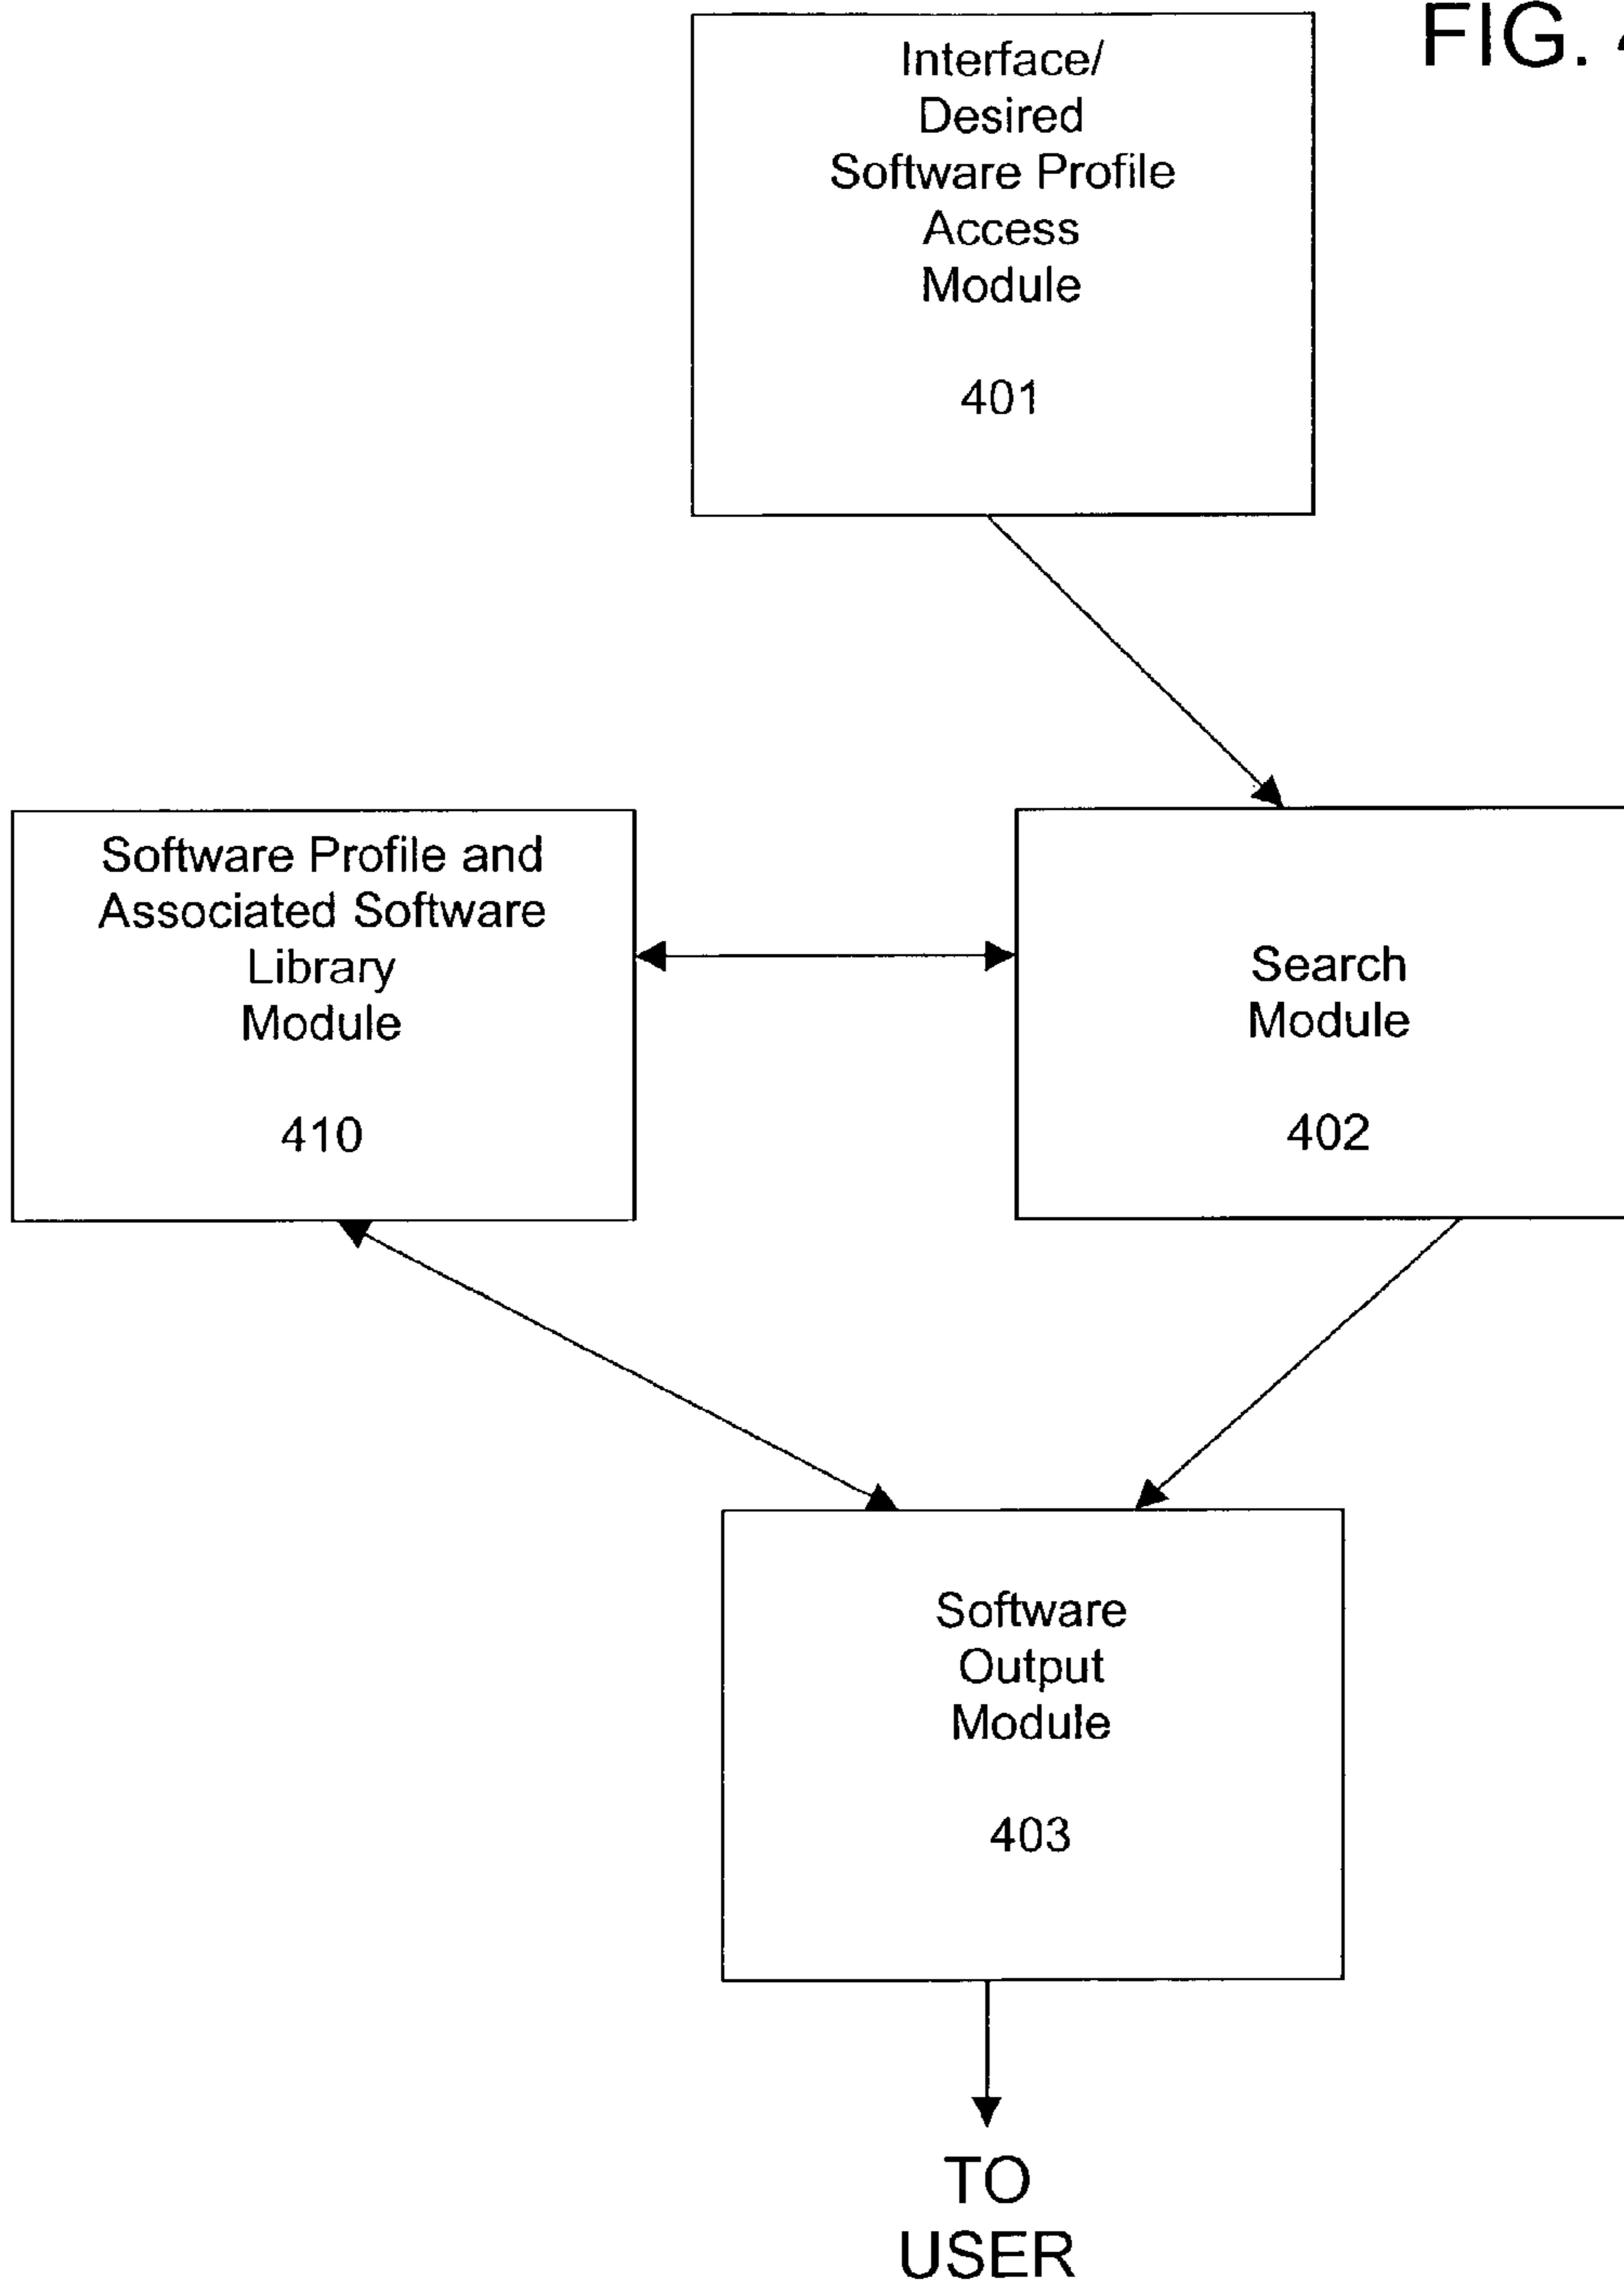 FIG. 4
Interface/
Desired
Software Profile
Access
Module
401
Software Profile and
Associated Software
Library
Module
410
Search
Module
402
Software
Output
Module
403
TO
USER